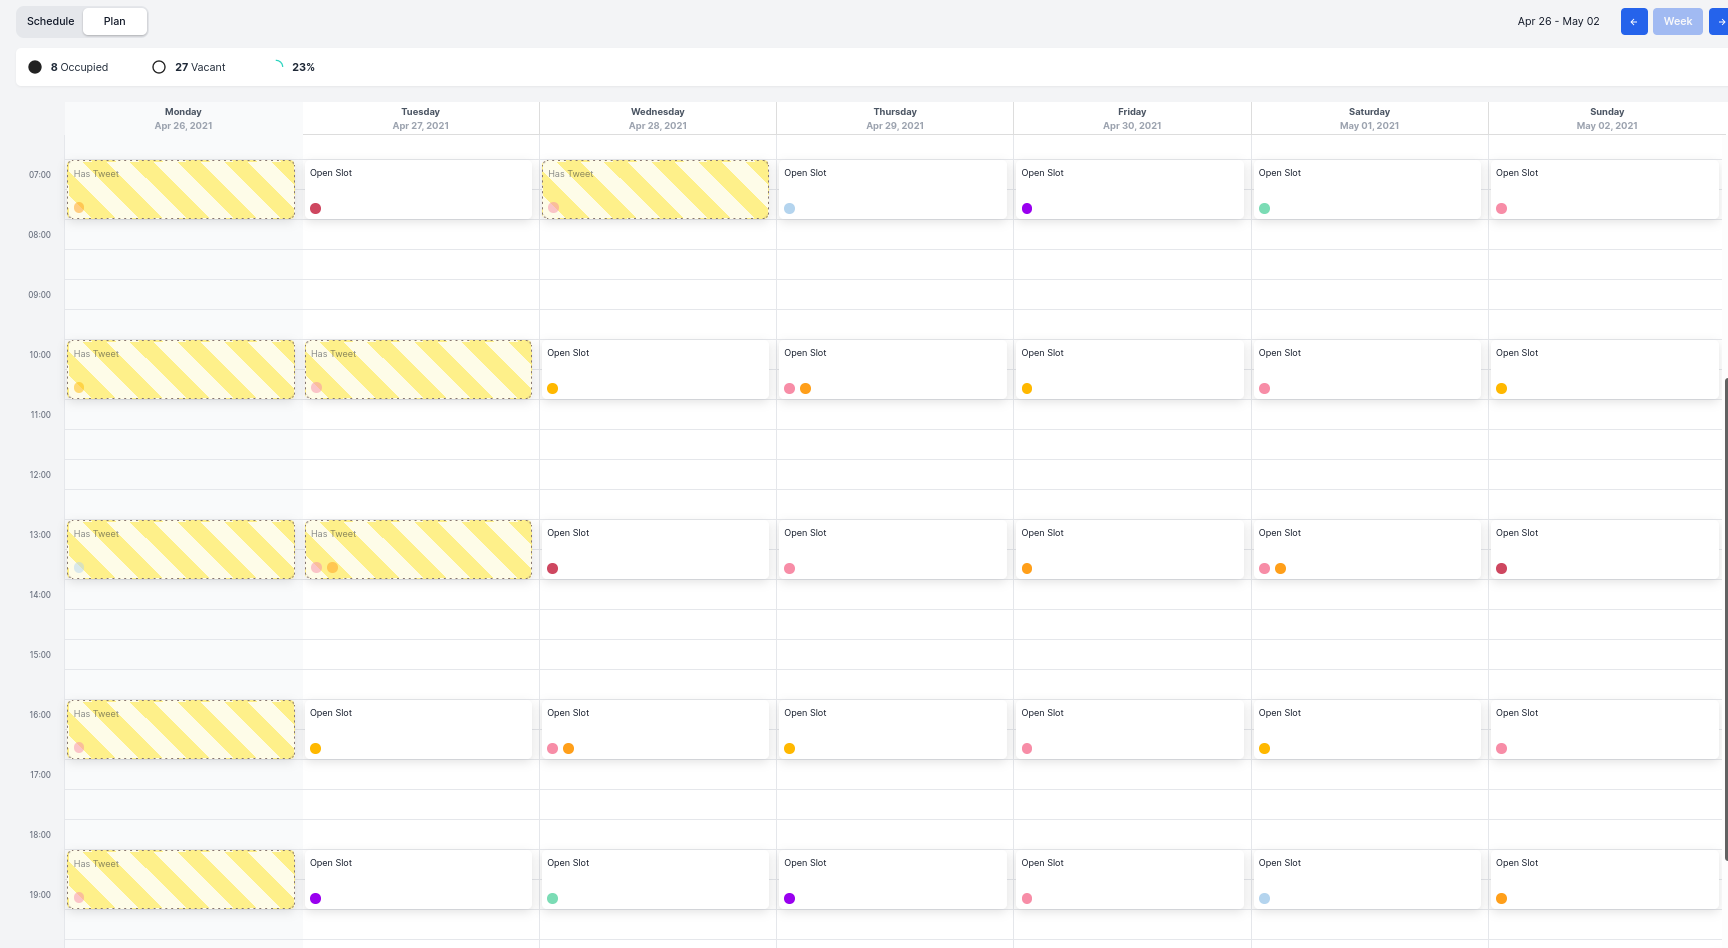 Schedule Plan Apr 26 - May 02 ← Week →
8 Occupied 27 Vacant 23%
Monday Tuesday Wednesday Thursday Friday Saturday Sunday
Apr 26, 2021 Apr 27, 2021 Apr 28, 2021 Apr 29, 2021 Apr 30, 2021 May 01, 2021 May 02, 2021
07:00 Has Tweet Open Slot Has Tweet Open Slot Open Slot Open Slot Open Slot
08:00
09:00
10:00 Has Tweet Has Tweet Open Slot Open Slot Open Slot Open Slot Open Slot
11:00
12:00
13:00 Has Tweet Has Tweet Open Slot Open Slot Open Slot Open Slot Open Slot
14:00
15:00
16:00 Has Tweet Open Slot Open Slot Open Slot Open Slot Open Slot Open Slot
17:00
18:00
Has Tweet Open Slot Open Slot Open Slot Open Slot Open Slot Open Slot
19:00